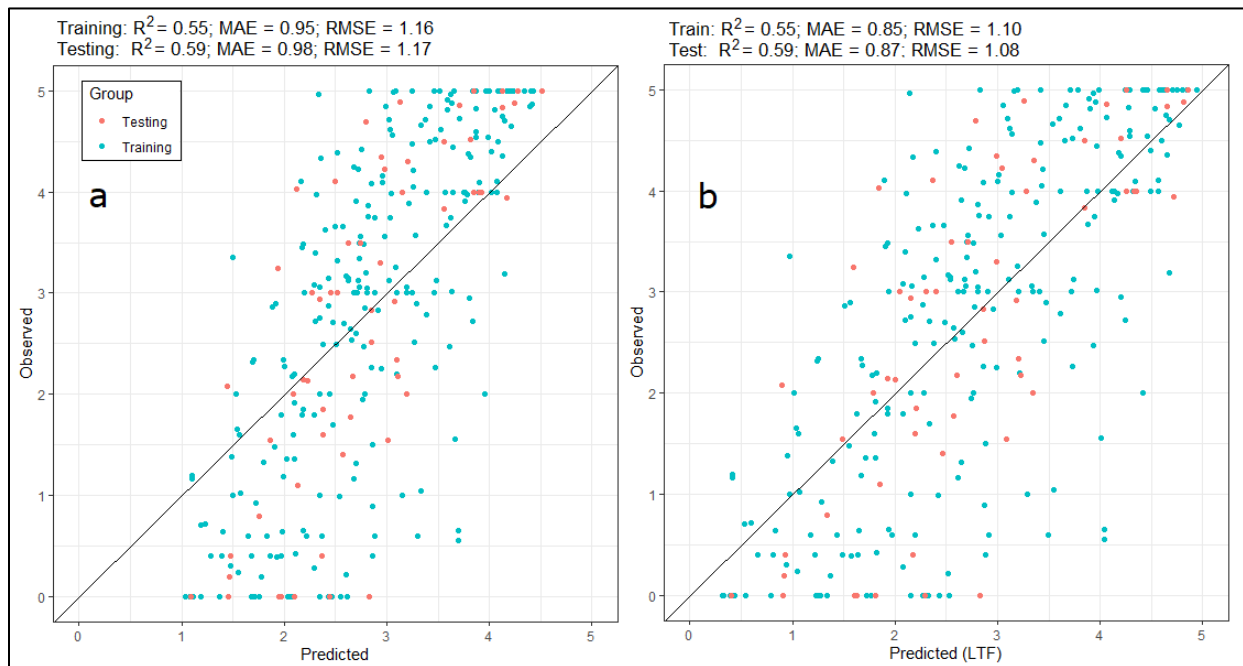 Training: R² = 0.55; MAE = 0.95; RMSE = 1.16
Testing: R² = 0.59; MAE = 0.98; RMSE = 1.17
Group
Testing
Training
a
5
4
3
2
1
0
Observed
0 1 2 3 4 5
Predicted
Train: R² = 0.55; MAE = 0.85; RMSE = 1.10
Test: R² = 0.59; MAE = 0.87; RMSE = 1.08
b
5
4
3
2
1
0
Observed
0 1 2 3 4 5
Predicted (LTF)